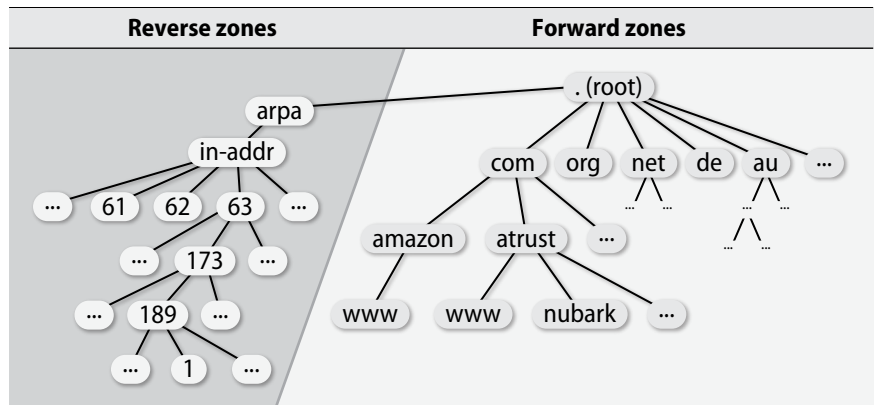 Reverse zones Forward zones
. (root)
arpa
in-addr
com org net de au ...
... 61 62 63 ...
... ... ... ...
amazon atrust ...
... 173 ...
... ...
... 189 ...
www www nubark ...
... 1 ...